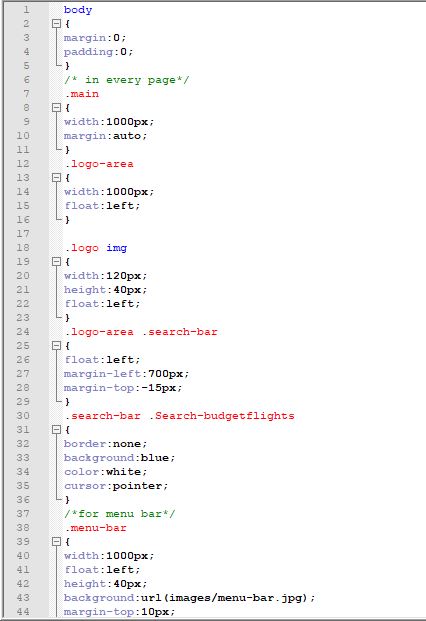 1 body
2 {
3 margin:0;
4 padding:0;
5 }
6 /* in every page*/
7 .main
8 {
9 width:1000px;
10 margin:auto;
11 }
12 .logo-area
13 {
14 width:1000px;
15 float:left;
16 }
17
18 .logo img
19 {
20 width:120px;
21 height:40px;
22 float:left;
23 }
24 .logo-area .search-bar
25 {
26 float:left;
27 margin-left:700px;
28 margin-top:-15px;
29 }
30 .search-bar .Search-budgetflights
31 {
32 border:none;
33 background:blue;
34 color:white;
35 cursor:pointer;
36 }
37 /*for menu bar*/
38 .menu-bar
39 {
40 width:1000px;
41 float:left;
42 height:40px;
43 background:url(images/menu-bar.jpg);
44 margin-top:10px;